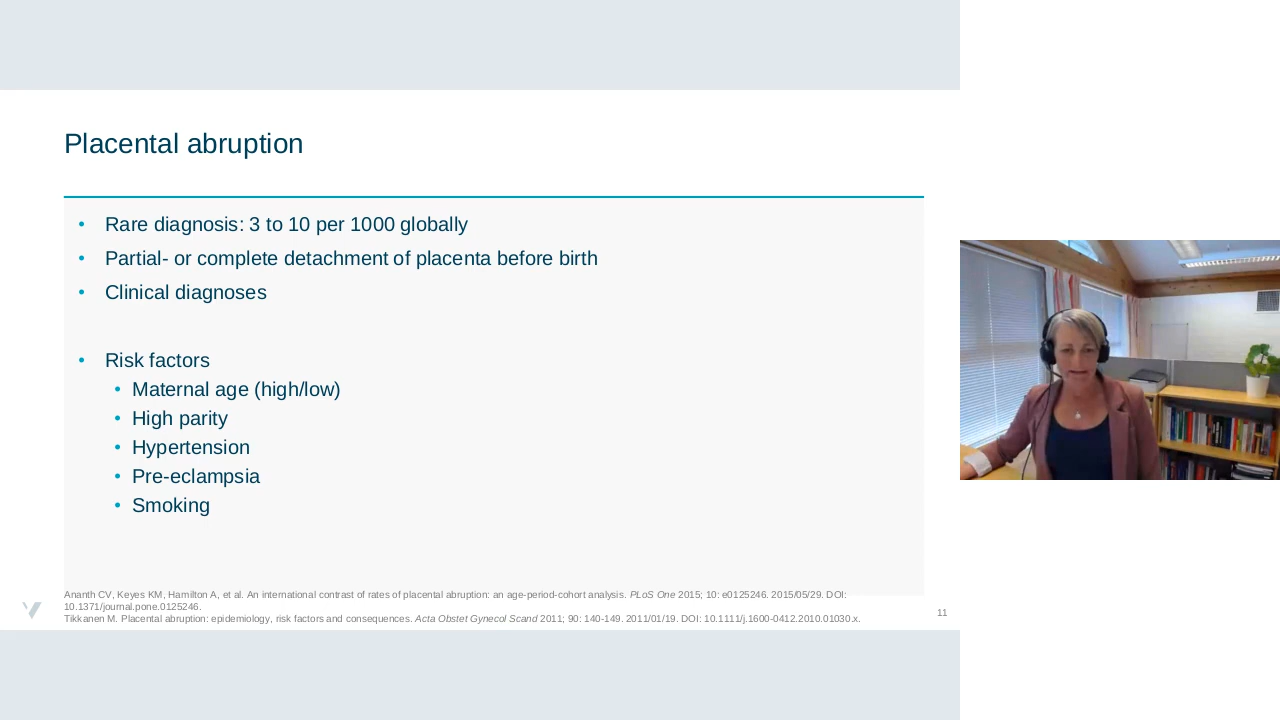 Placental abruption
• Rare diagnosis: 3 to 10 per 1000 globally
• Partial- or complete detachment of placenta before birth
• Clinical diagnoses
• Risk factors
• Maternal age (high/low)
• High parity
• Hypertension
• Pre-eclampsia
• Smoking
Ananth CV, Keyes KM, Hamilton A, et al. An international contrast of rates of placental abruption: an age-period-cohort analysis. PLoS One 2015; 10: e0125246. 2015/05/29. DOI:
10.1371/journal.pone.0125246.
Tikkanen M. Placental abruption: epidemiology, risk factors and consequences. Acta Obstet Gynecol Scand 2011; 90: 140-149. 2011/01/19. DOI: 10.1111/j.1600-0412.2010.01030.x.
11